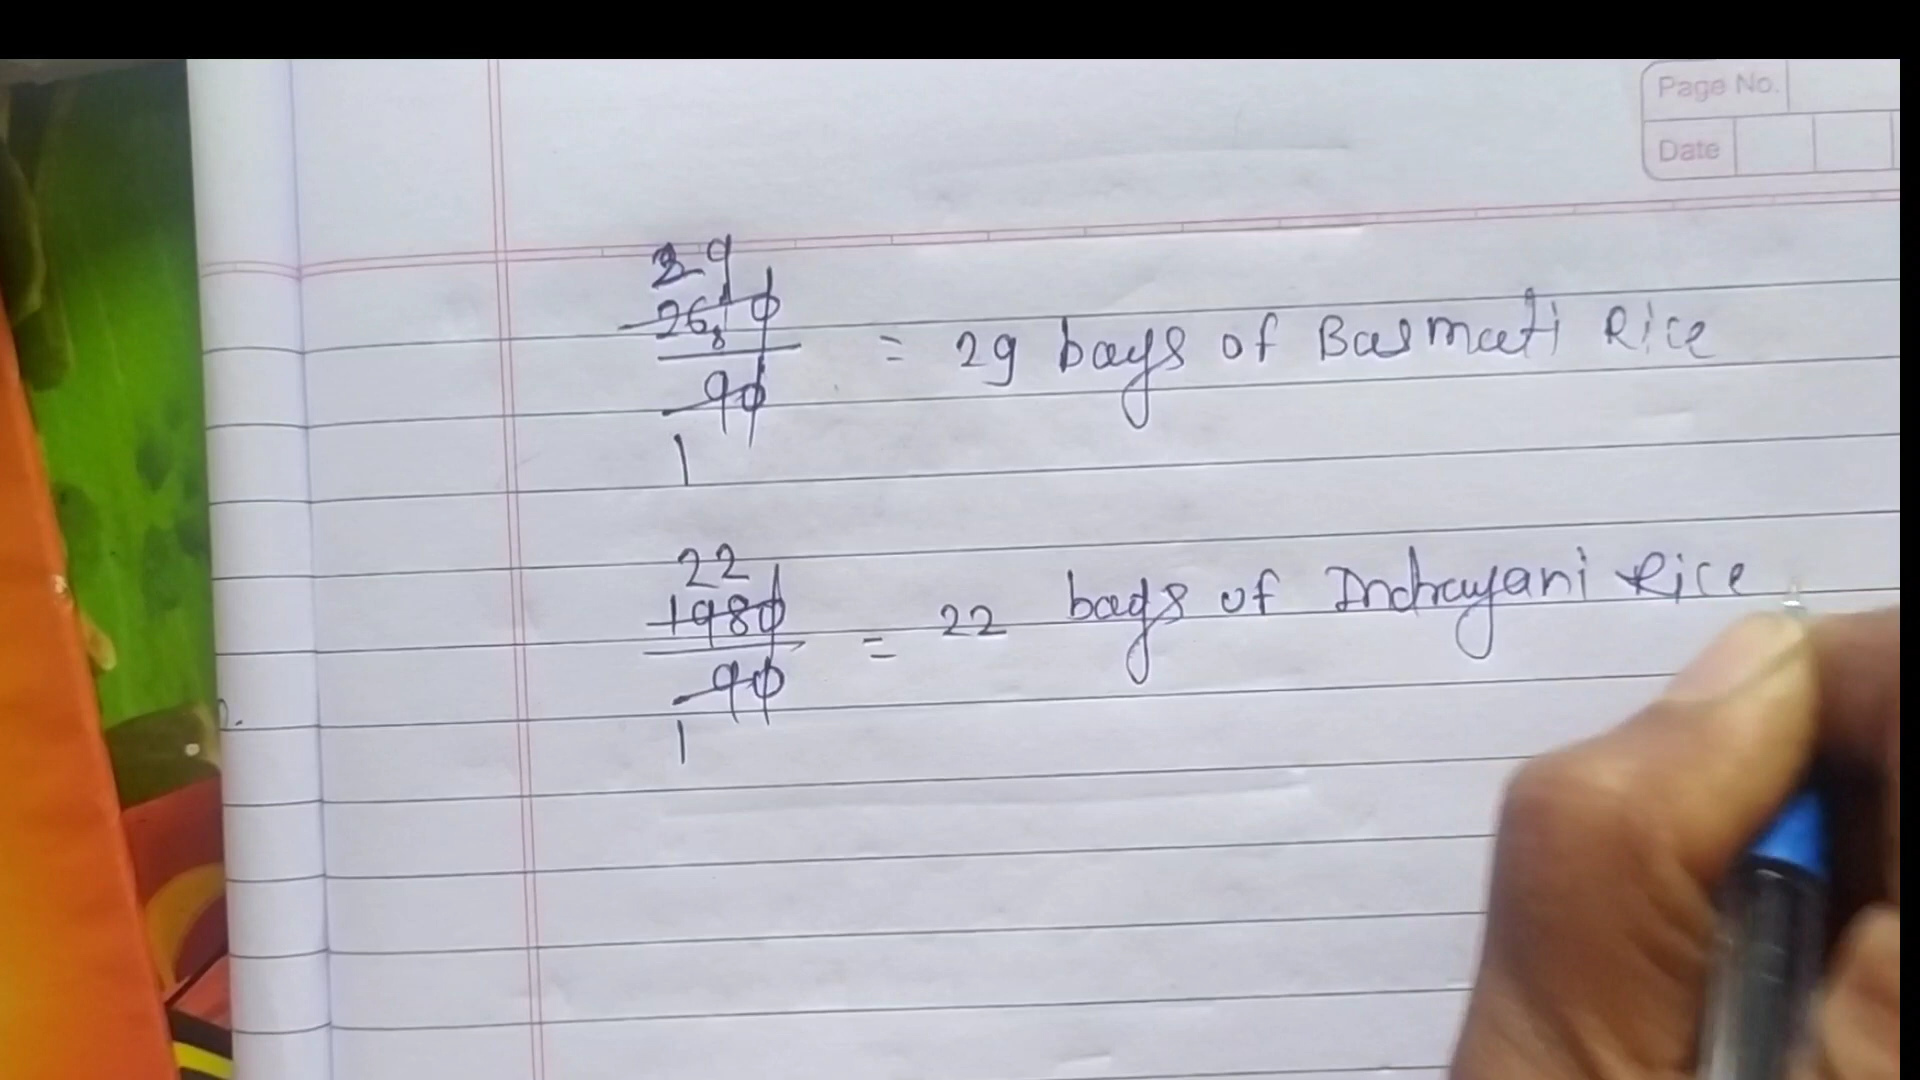 Page No.
Date
29
2610
90
= 29 bags of Basmati Rice
1
22
1980
90
= 22 bags of Indrayani Rice
1